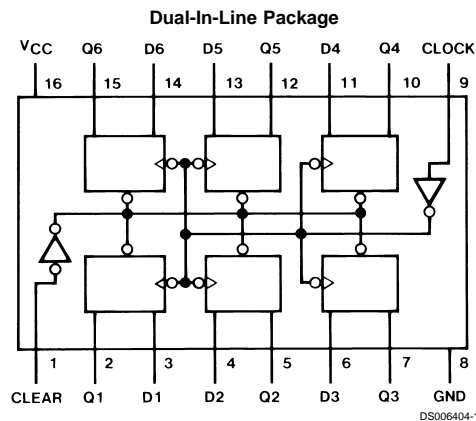 Dual-In-Line Package
VCC Q6 D6 D5 Q5 D4 Q4 CLOCK
16 15 14 13 12 11 10 9
1 2 3 4 5 6 7 8
CLEAR Q1 D1 D2 Q2 D3 Q3 GND
DS006404-1